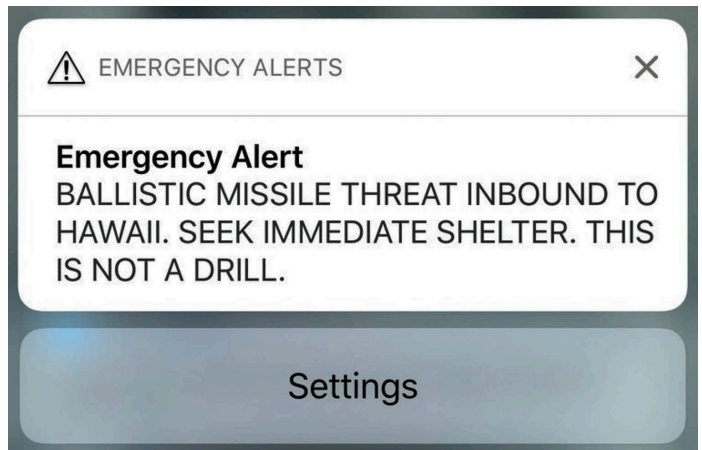 EMERGENCY ALERTS
Emergency Alert
BALLISTIC MISSILE THREAT INBOUND TO
HAWAII. SEEK IMMEDIATE SHELTER. THIS
IS NOT A DRILL.
Settings